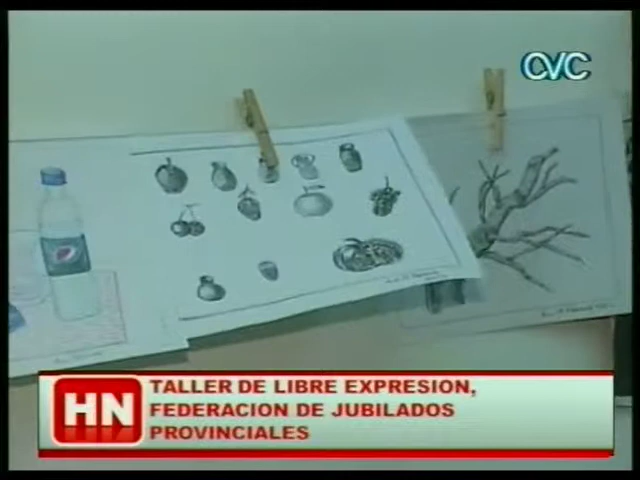 CVC
HN
TALLER DE LIBRE EXPRESION,
FEDERACION DE JUBILADOS
PROVINCIALES